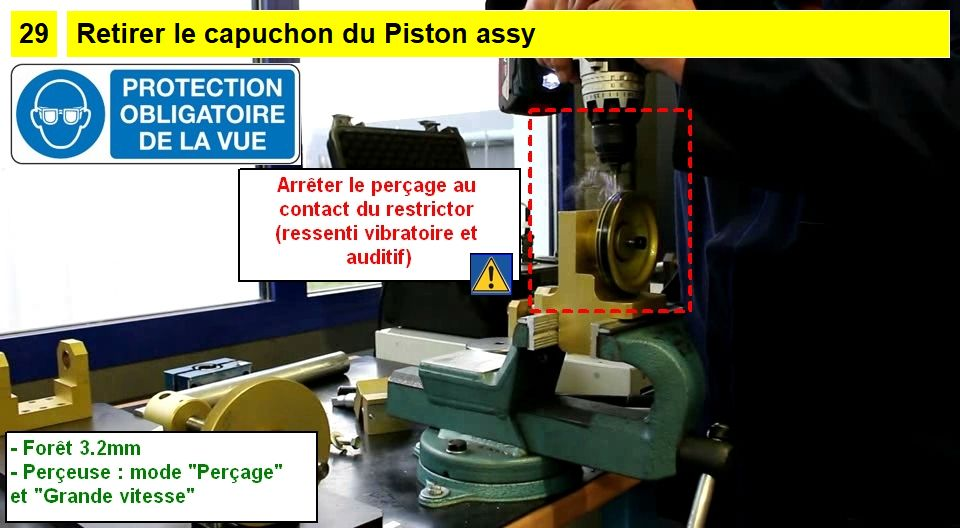 29 Retirer le capuchon du Piston assy
PROTECTION
OBLIGATOIRE
DE LA VUE
Arrêter le perçage au
contact du restrictor
(ressenti vibratoire et
auditif)
- Forêt 3.2mm
- Perçeuse : mode "Perçage"
et "Grande vitesse"